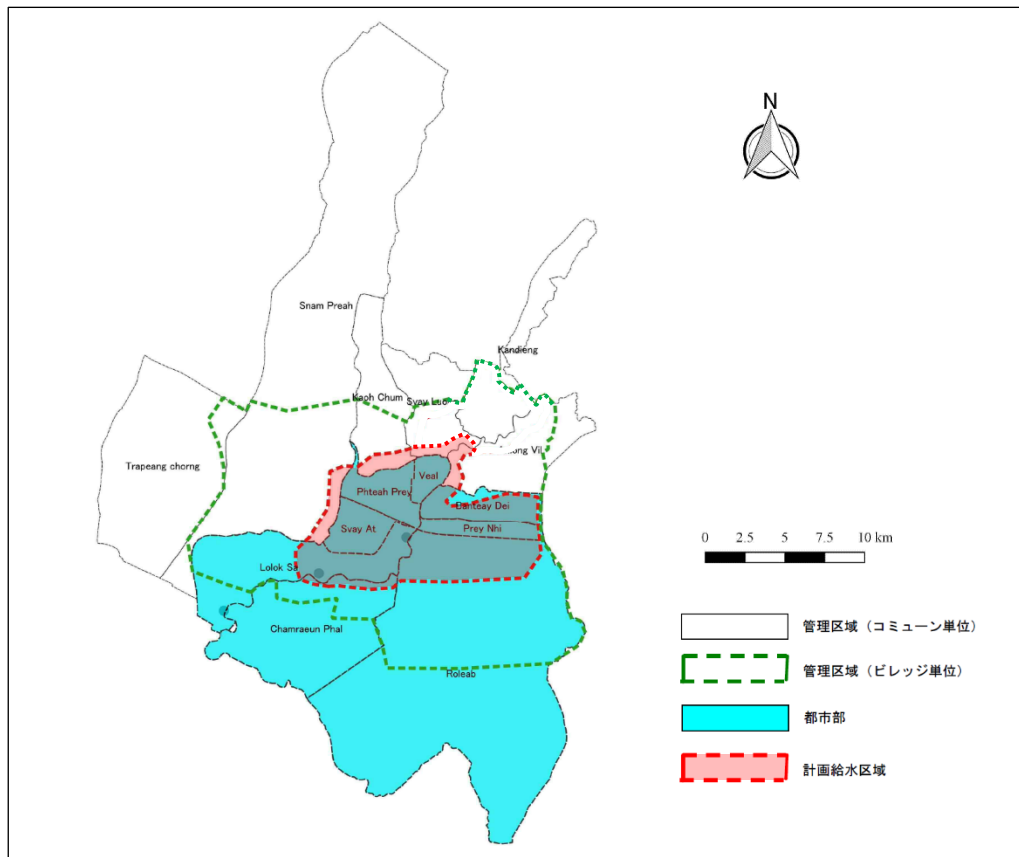 N
Snam Preah
Kandieng
Kaoh Chum
Svay Luo
Trapeang chorng
Veal
Phteah Prey
Banteay Dei
Svay At
Prey Nhi
Lolok Sa
Chamraeun Phal
Roleab
0 2.5 5 7.5 10 km
管理区域（コミューン単位）
管理区域（ビレッジ単位）
都市部
計画給水区域